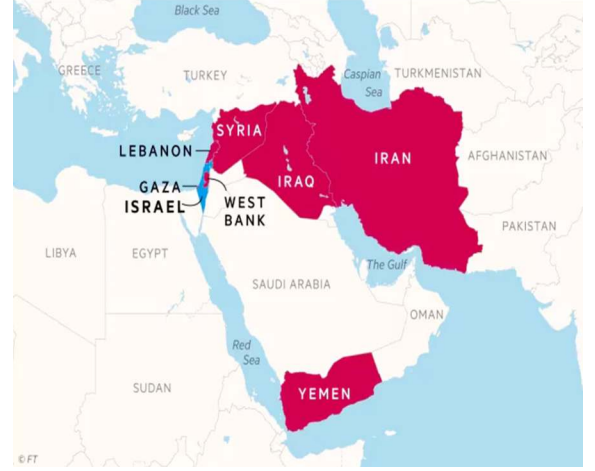 Black Sea
GREECE
TURKEY
Caspian
Sea
TURKMENISTAN
SYRIA
LEBANON
IRAN
AFGHANISTAN
IRAQ
GAZA
ISRAEL
WEST
BANK
PAKISTAN
LIBYA
EGYPT
The Gulf
SAUDI ARABIA
OMAN
Red
Sea
SUDAN
YEMEN
© FT